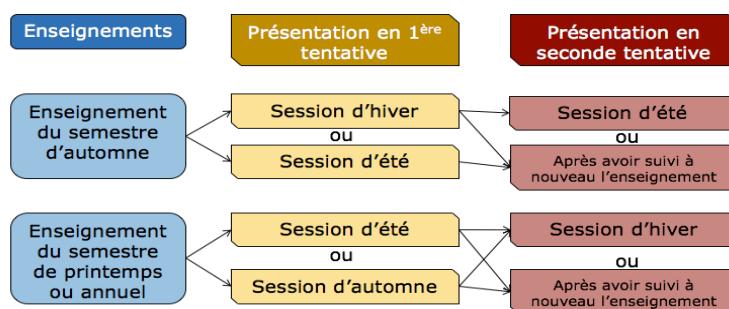 Enseignements
Présentation en 1ère
tentative
Présentation en
seconde tentative
Enseignement
du semestre
d'automne
Session d'hiver
ou
Session d'été
Session d'été
ou
Après avoir suivi à
nouveau l'enseignement
Enseignement
du semestre
de printemps
ou annuel
Session d'été
ou
Session d'automne
Session d'hiver
ou
Après avoir suivi à
nouveau l'enseignement